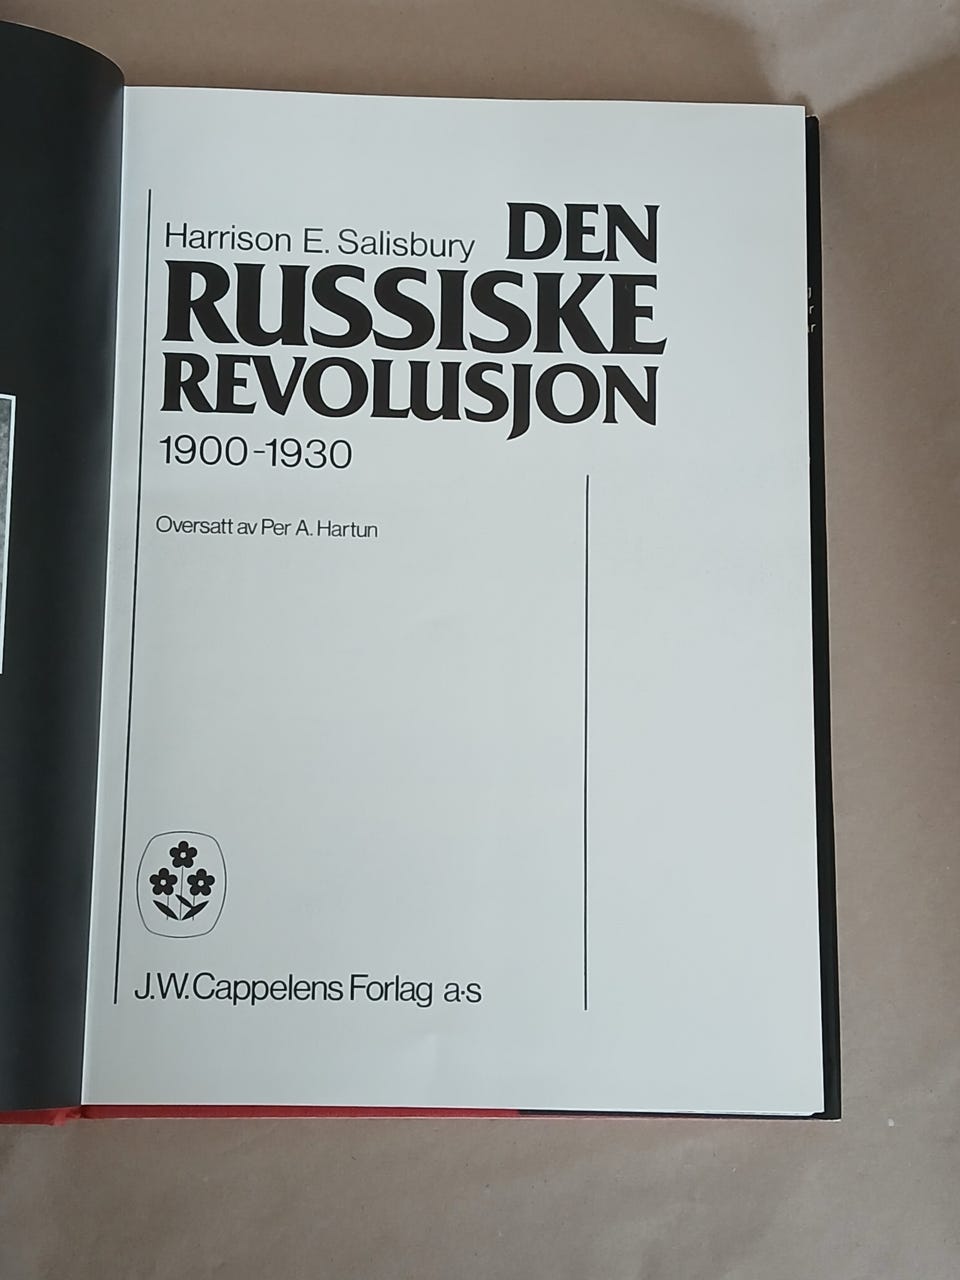 Harrison E. Salisbury DEN
RUSSISKE
REVOLUSJON
1900-1930
Oversatt av Per A. Hartun
J.W. Cappelens Forlag a·s